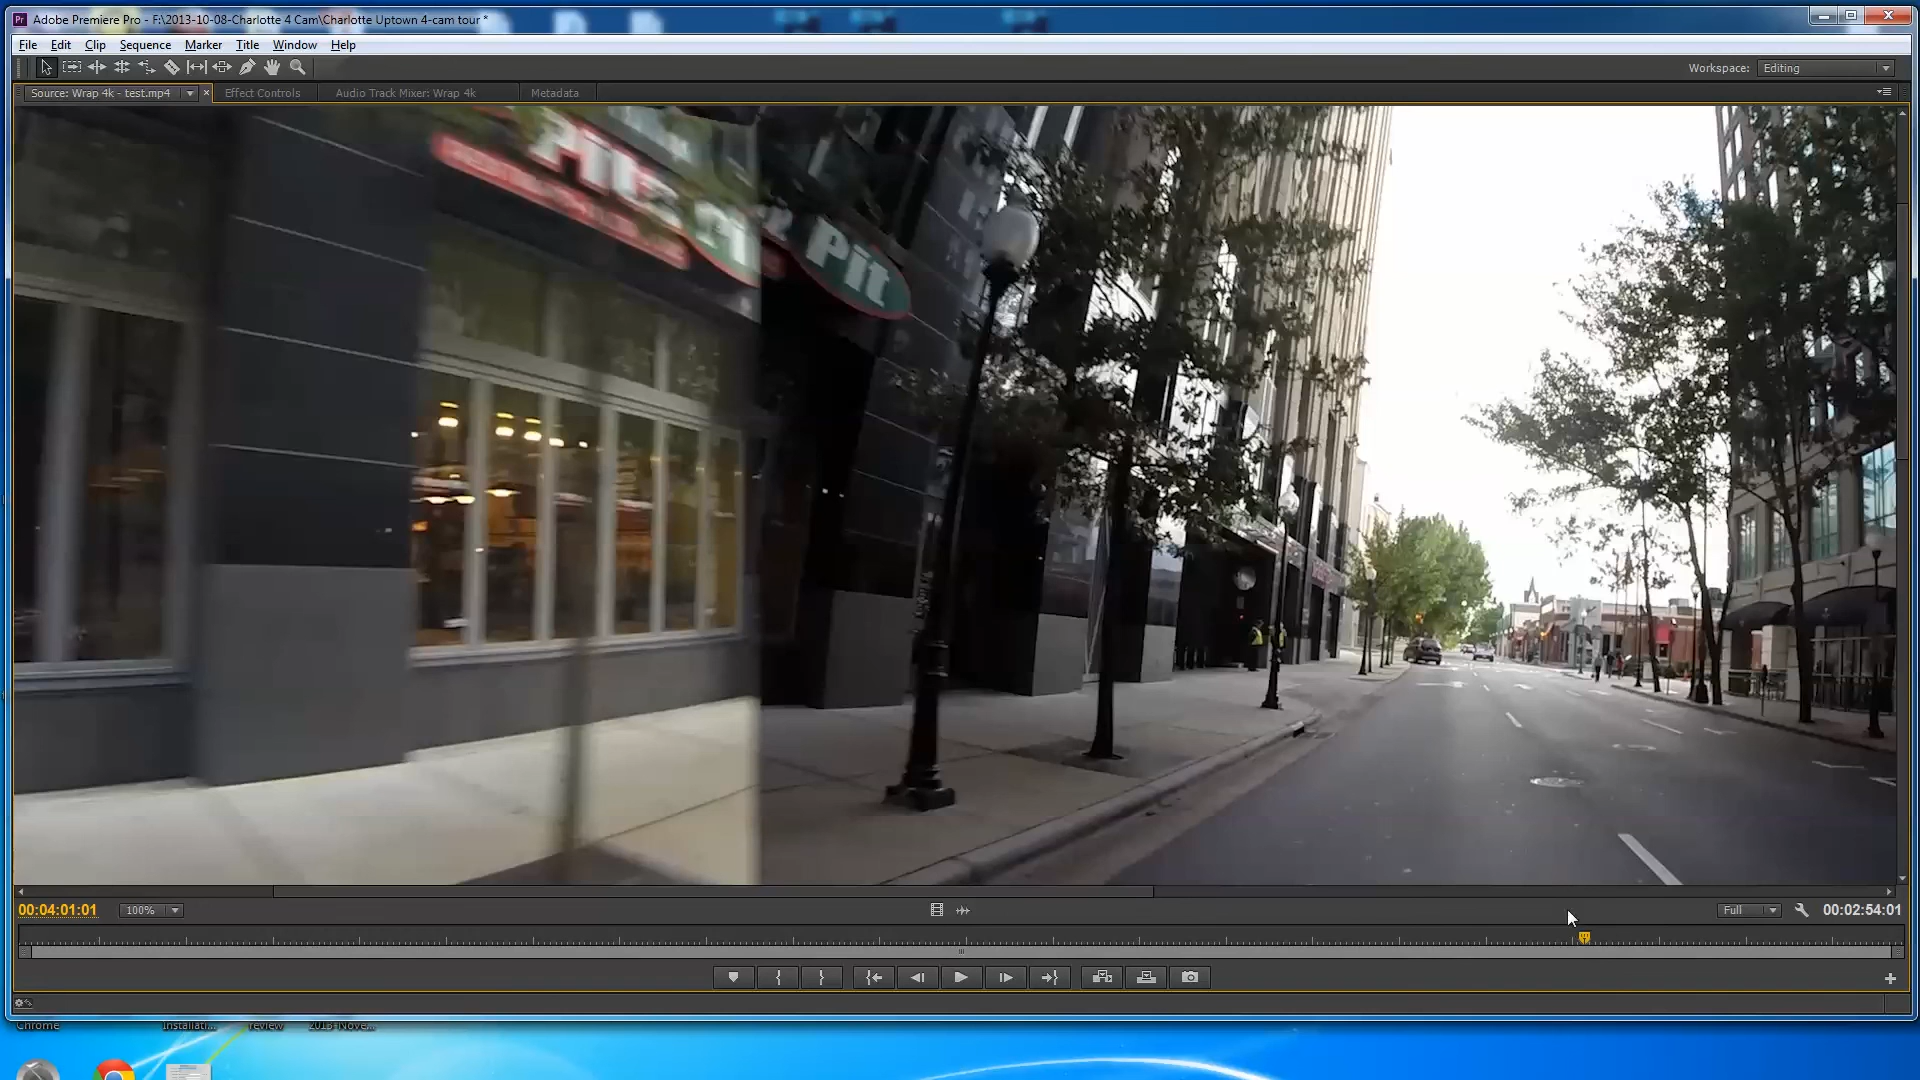 Adobe Premiere Pro - F:\2013-10-08-Charlotte 4 Cam\Charlotte Uptown 4-cam tour *
File Edit Clip Sequence Marker Title Window Help
Workspace: Editing
Source: Wrap 4k - test.mp4 Effect Controls Audio Track Mixer: Wrap 4k Metadata
Pita Pi
Pit
00:04:01:01 100% Full 00:02:54:01
Chrome